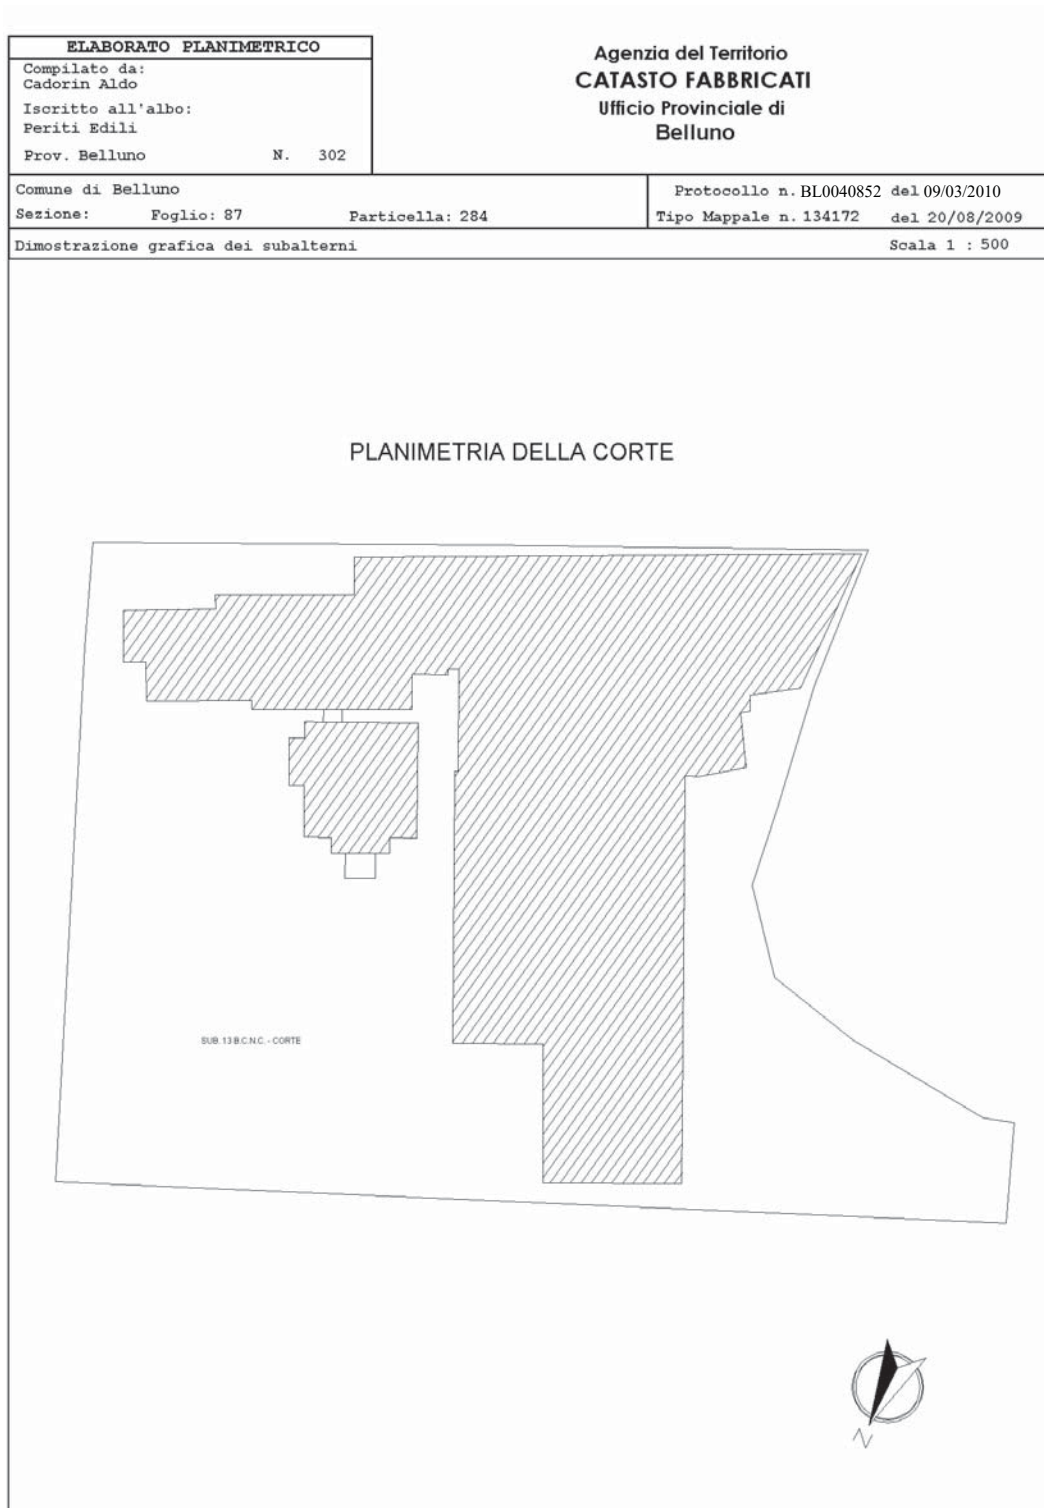 ELABORATO PLANIMETRICO
Compilato da:
Cadorin Aldo
Iscritto all'albo:
Periti Edili
Prov. Belluno N. 302
Agenzia del Territorio
CATASTO FABBRICATI
Ufficio Provinciale di
Belluno
Comune di Belluno
Sezione: Foglio: 87 Particella: 284
Protocollo n. BL0040852 del 09/03/2010
Tipo Mappale n. 134172 del 20/08/2009
Dimostrazione grafica dei subalterni Scala 1 : 500
PLANIMETRIA DELLA CORTE
SUB. 13 B.C.N.C. - CORTE
N